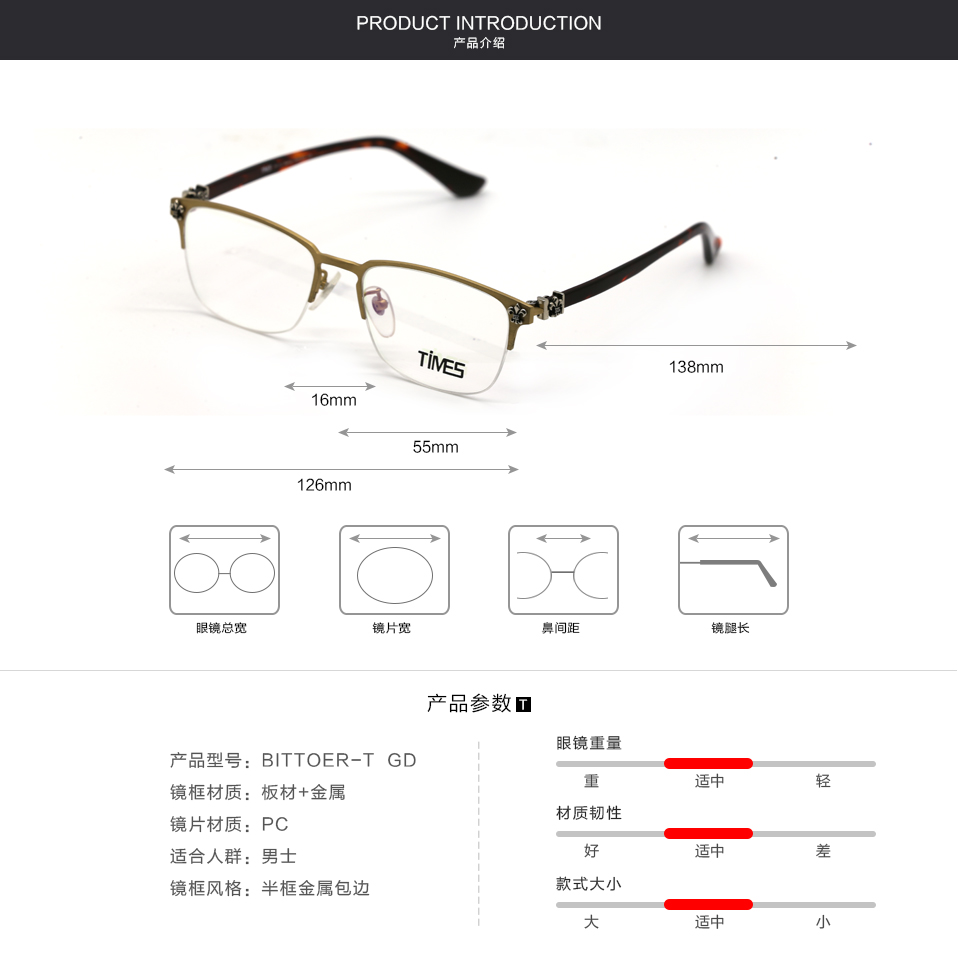 PRODUCT INTRODUCTION
产品介绍
TIMES
138mm
16mm
55mm
126mm
眼镜总宽
镜片宽
鼻间距
镜腿长
产品参数 T
产品型号：BITTOER-T GD
镜框材质：板材+金属
镜片材质：PC
适合人群：男士
镜框风格：半框金属包边
眼镜重量
重 适中 轻
材质韧性
好 适中 差
款式大小
大 适中 小